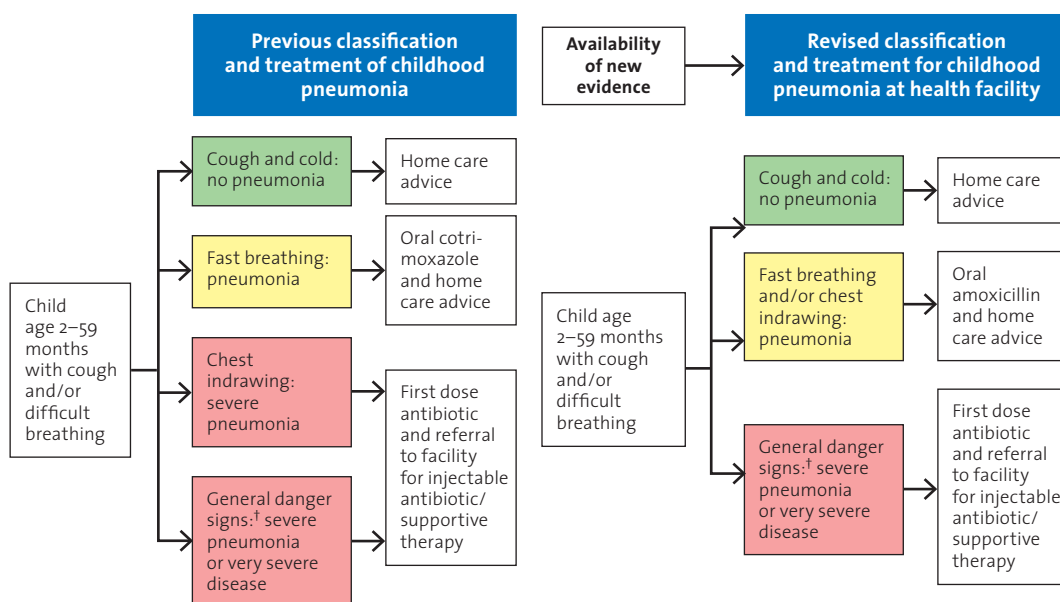 Previous classification
and treatment of childhood
pneumonia
Availability
of new
evidence
Revised classification
and treatment for childhood
pneumonia at health facility
Child
age 2–59
months
with cough
and/or
difficult
breathing
Cough and cold:
no pneumonia
Home care
advice
Fast breathing:
pneumonia
Oral cotri-
moxazole
and home
care advice
Chest
indrawing:
severe
pneumonia
General danger
signs:† severe
pneumonia
or very severe
disease
First dose
antibiotic
and referral
to facility
for injectable
antibiotic/
supportive
therapy
Child age
2–59 months
with cough
and/or
difficult
breathing
Cough and cold:
no pneumonia
Home care
advice
Fast breathing
and/or chest
indrawing:
pneumonia
Oral
amoxicillin
and home
care advice
General danger
signs:† severe
pneumonia
or very severe
disease
First dose
antibiotic
and referral
to facility
for injectable
antibiotic/
supportive
therapy